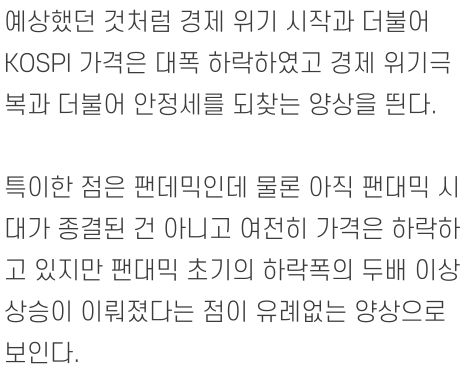 예상했던 것처럼 경제 위기 시작과 더불어
KOSPI 가격은 대폭 하락하였고 경제 위기극
복과 더불어 안정세를 되찾는 양상을 띈다.
특이한 점은 팬데믹인데 물론 아직 팬대믹 시
대가 종결된 건 아니고 여전히 가격은 하락하
고 있지만 팬대믹 초기의 하락폭의 두배 이상
상승이 이뤄졌다는 점이 유례없는 양상으로
보인다.